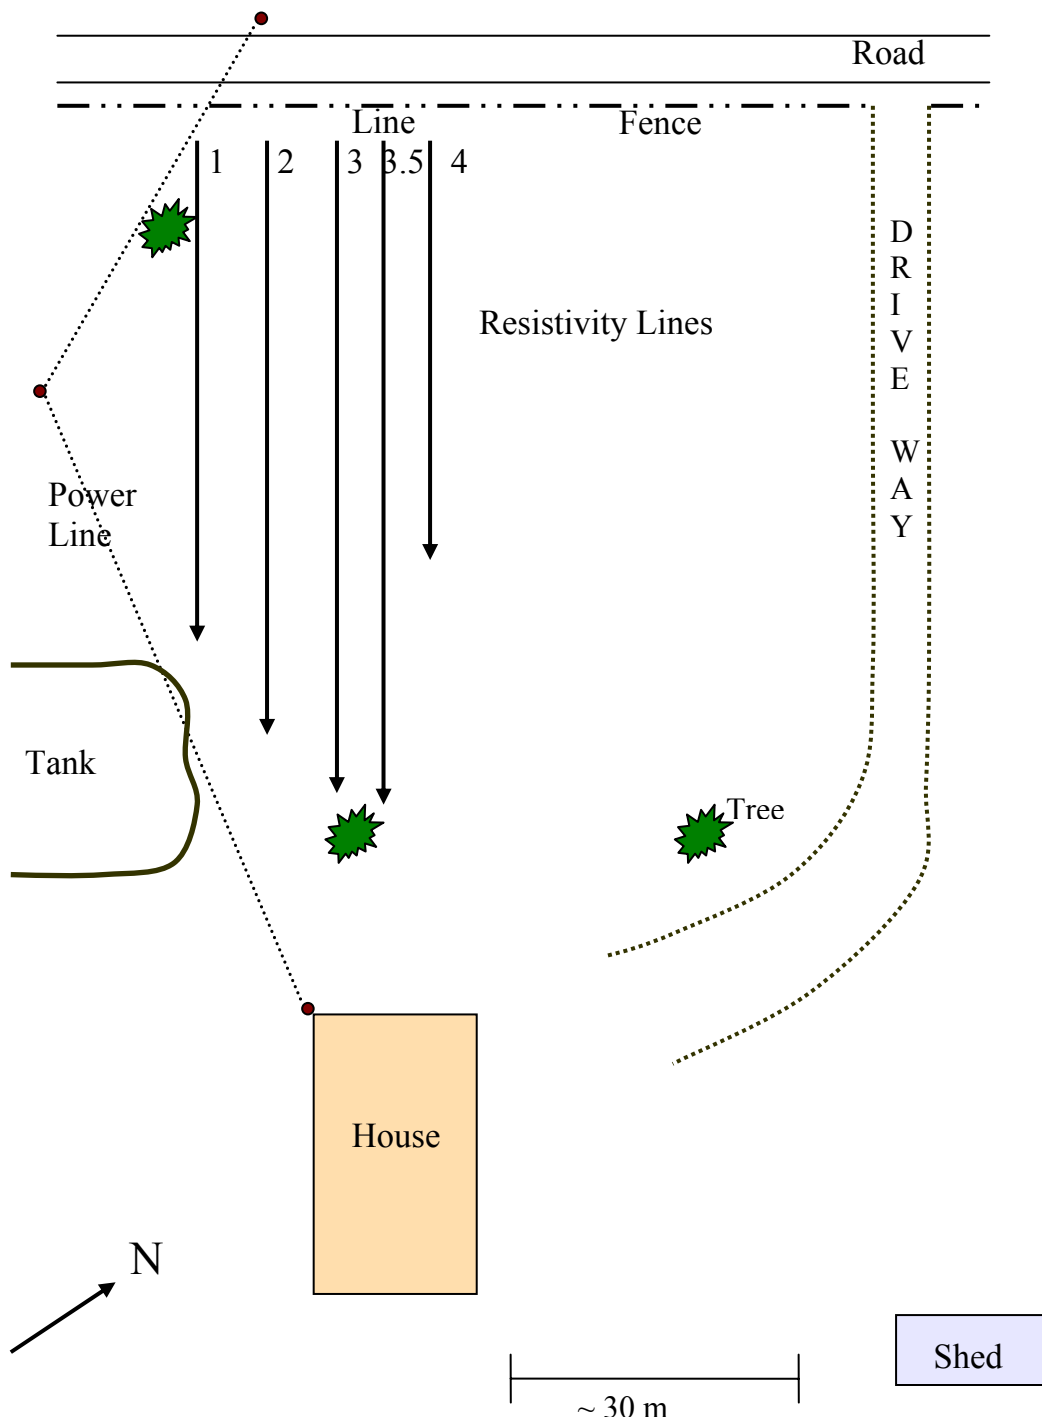 Road
Line
Fence
1
2
3
3.5
4
D
R
I
V
E
W
A
Y
Resistivity Lines
Power
Line
Tank
Tree
House
N
Shed
~ 30 m